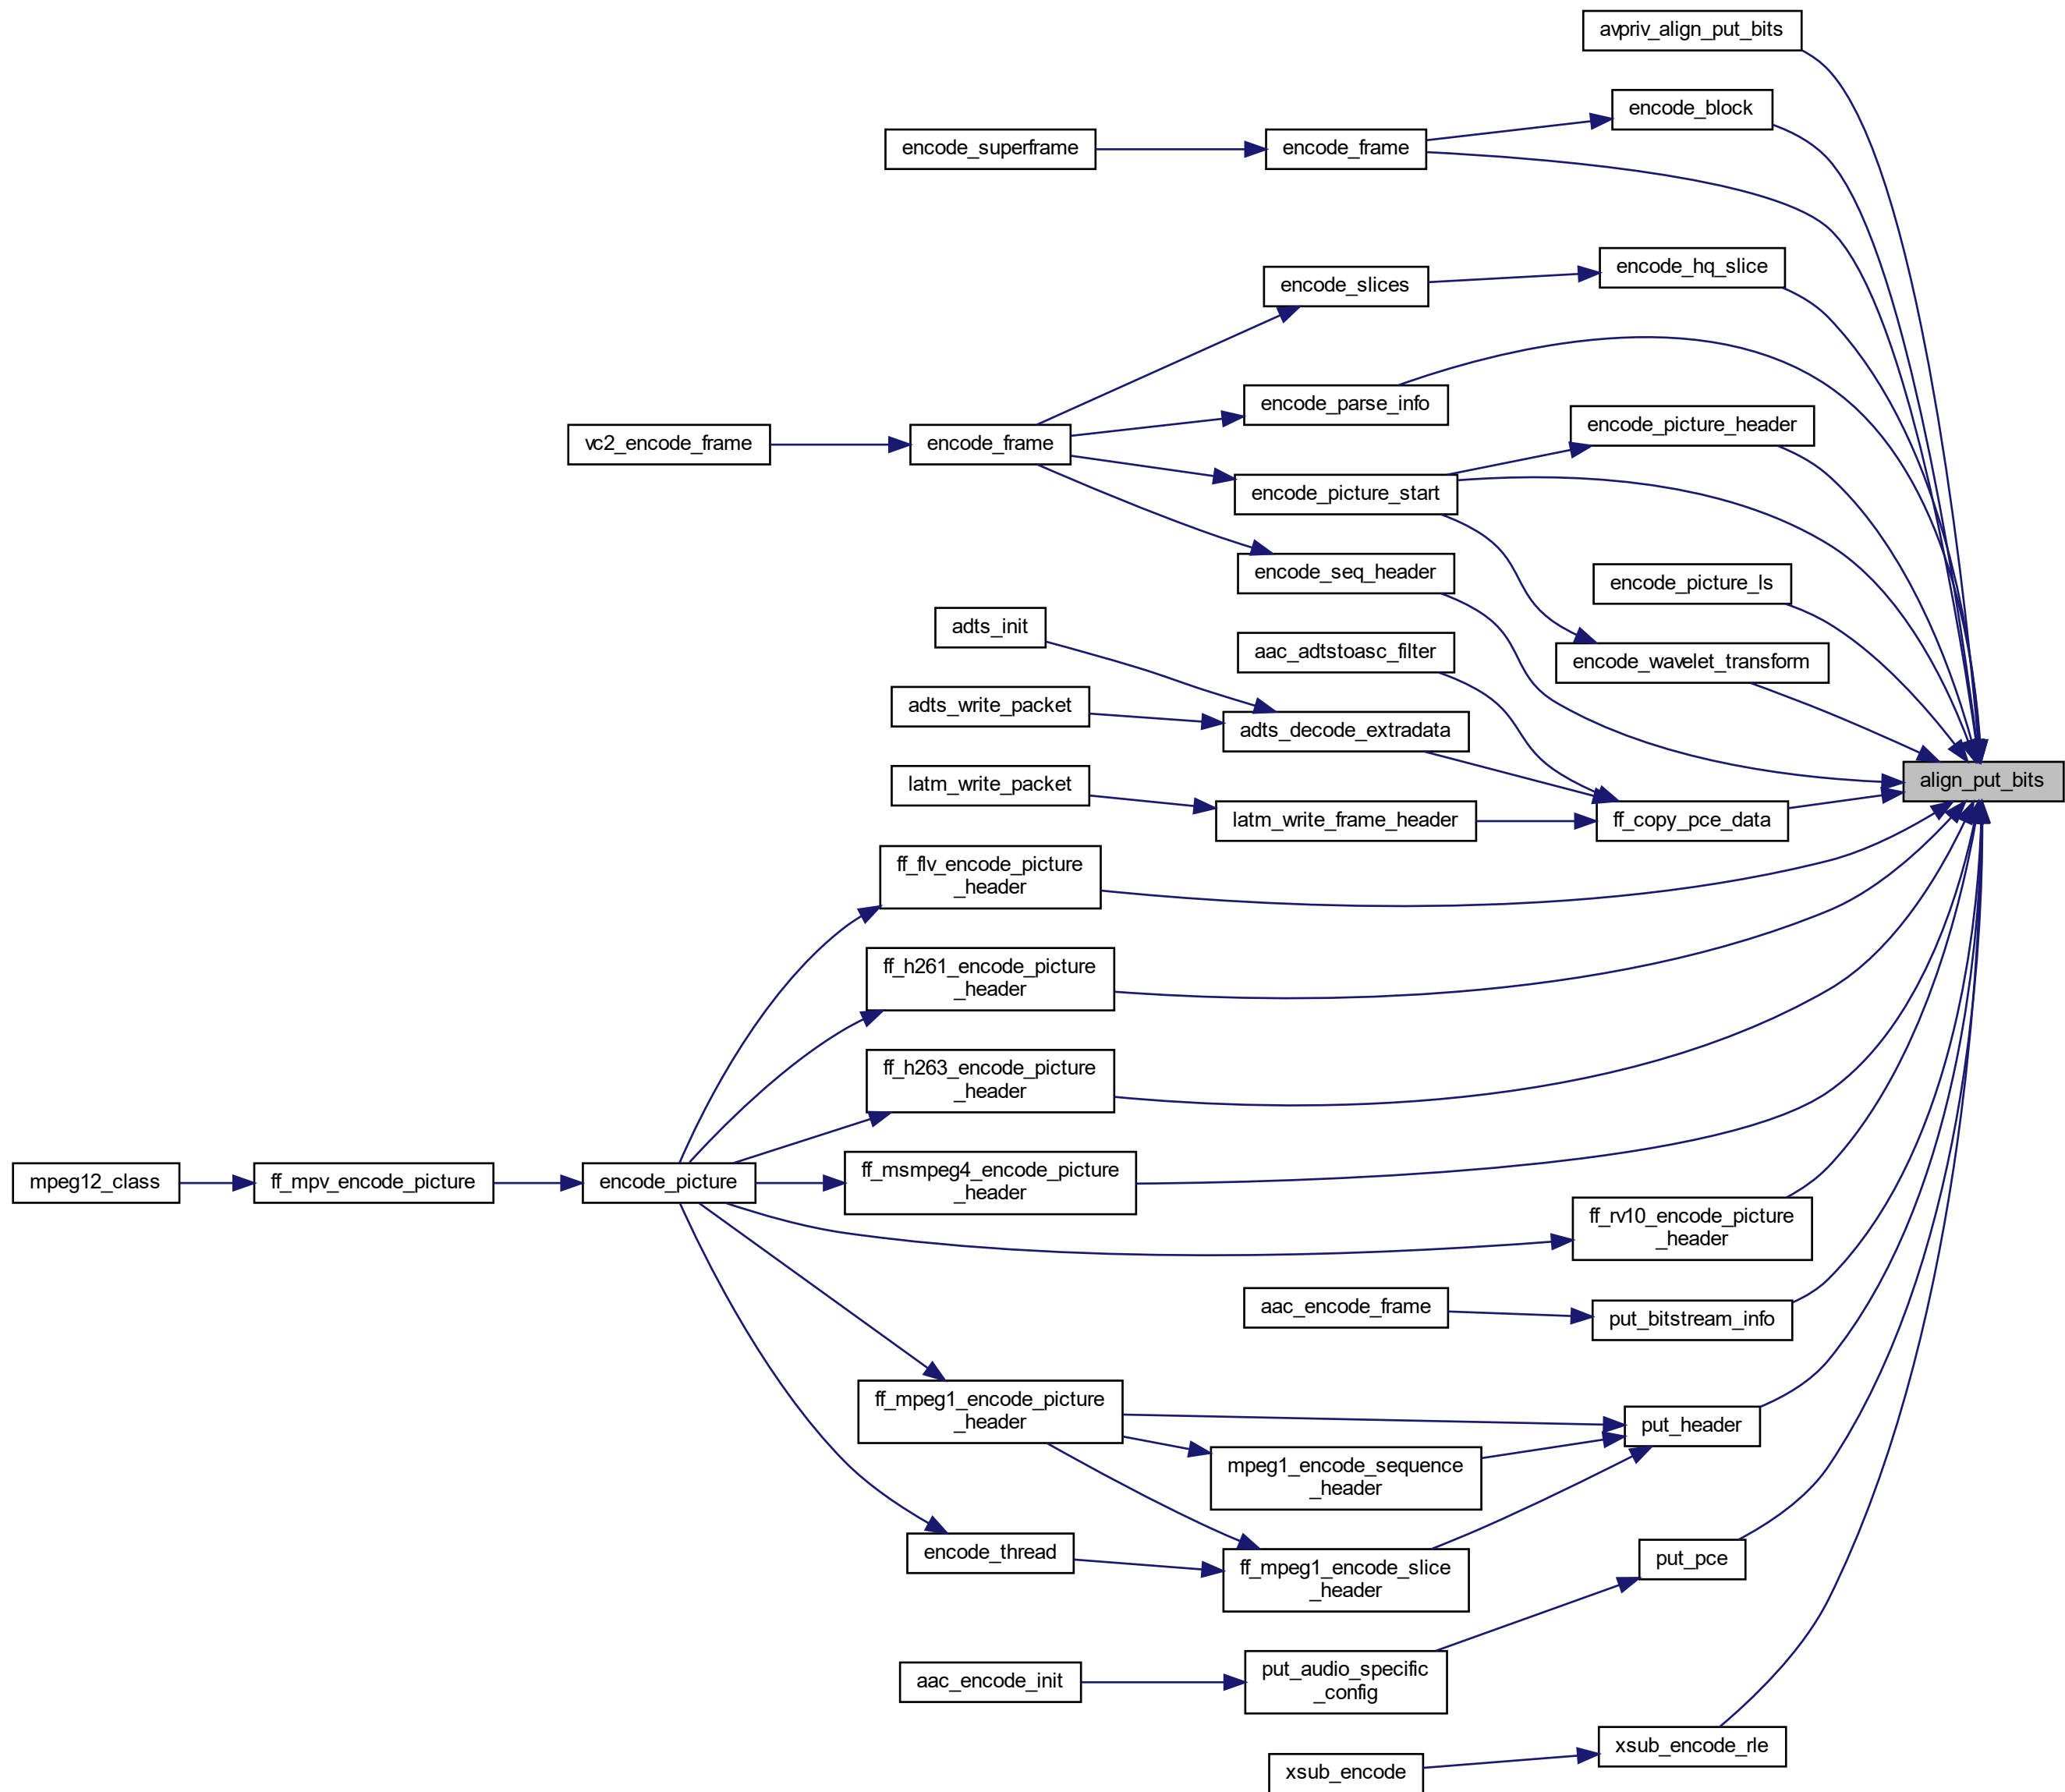 avpriv_align_put_bits
encode_block
encode_superframe
encode_frame
encode_hq_slice
encode_slices
encode_parse_info
encode_picture_header
vc2_encode_frame
encode_frame
encode_picture_start
encode_seq_header
encode_picture_ls
adts_init
aac_adtstoasc_filter
encode_wavelet_transform
adts_write_packet
adts_decode_extradata
align_put_bits
latm_write_packet
latm_write_frame_header
ff_copy_pce_data
ff_flv_encode_picture
_header
ff_h261_encode_picture
_header
ff_h263_encode_picture
_header
mpeg12_class
ff_mpv_encode_picture
encode_picture
ff_msmpeg4_encode_picture
_header
ff_rv10_encode_picture
_header
aac_encode_frame
put_bitstream_info
ff_mpeg1_encode_picture
_header
put_header
mpeg1_encode_sequence
_header
encode_thread
ff_mpeg1_encode_slice
_header
put_pce
aac_encode_init
put_audio_specific
_config
xsub_encode_rle
xsub_encode